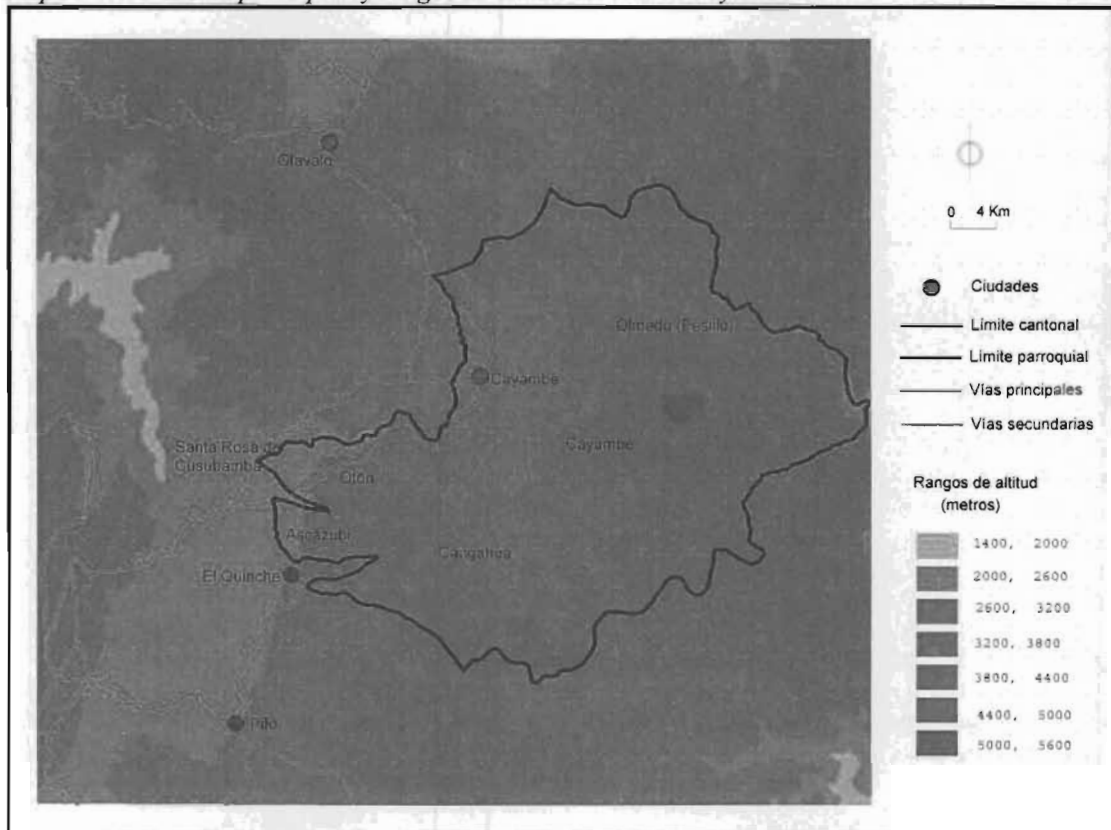 Otavalo
0 4 Km
Olmedo (Pesillo)
Cayambe
Santa Rosa de
Cusubamba
Otón
Cayambe
Ascázubi
Cangahua
El Quinche
Pifo
Ciudades
Limite cantonal
Limite parroquial
Vías principales
Vías secundarias
Rangos de altitud
(metros)
1400, 2000
2000, 2600
2600, 3200
3200, 3800
3800, 4400
4400, 5000
5000, 5600